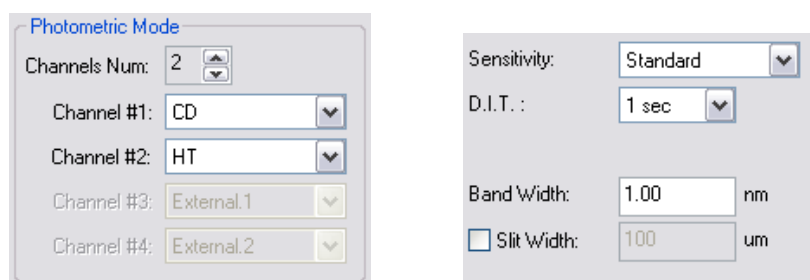 Photometric Mode
Channels Num: 2
Channel #1: CD
Channel #2: HT
Channel #3: External.1
Channel #4: External.2
Sensitivity: Standard
D.I.T. : 1 sec
Band Width: 1.00 nm
Slit Width: 100 um